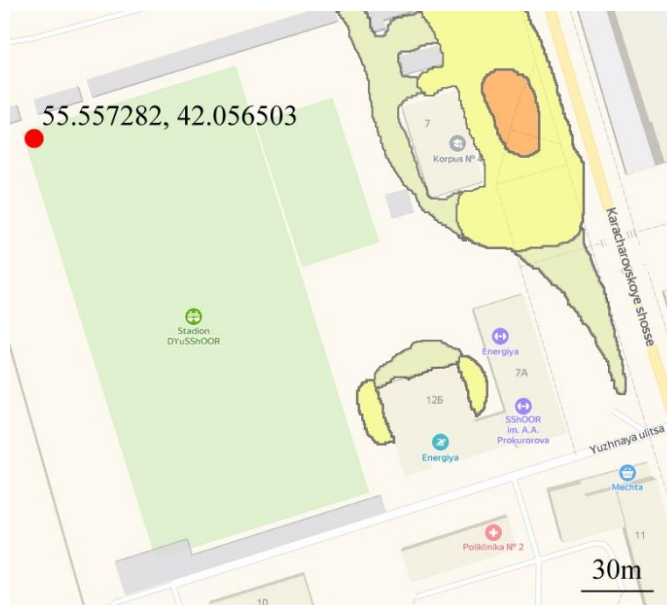 55.557282, 42.056503
7
Korpus № 4
Karacharovskoye shosse
Stadion
DYuSShOOR
Energiya
7A
12Б
SShOOR
im. A.A.
Prokurorova
Energiya
Yuzhnaya ulitsa
Mechta
11
Poliklinika № 2
10
30m